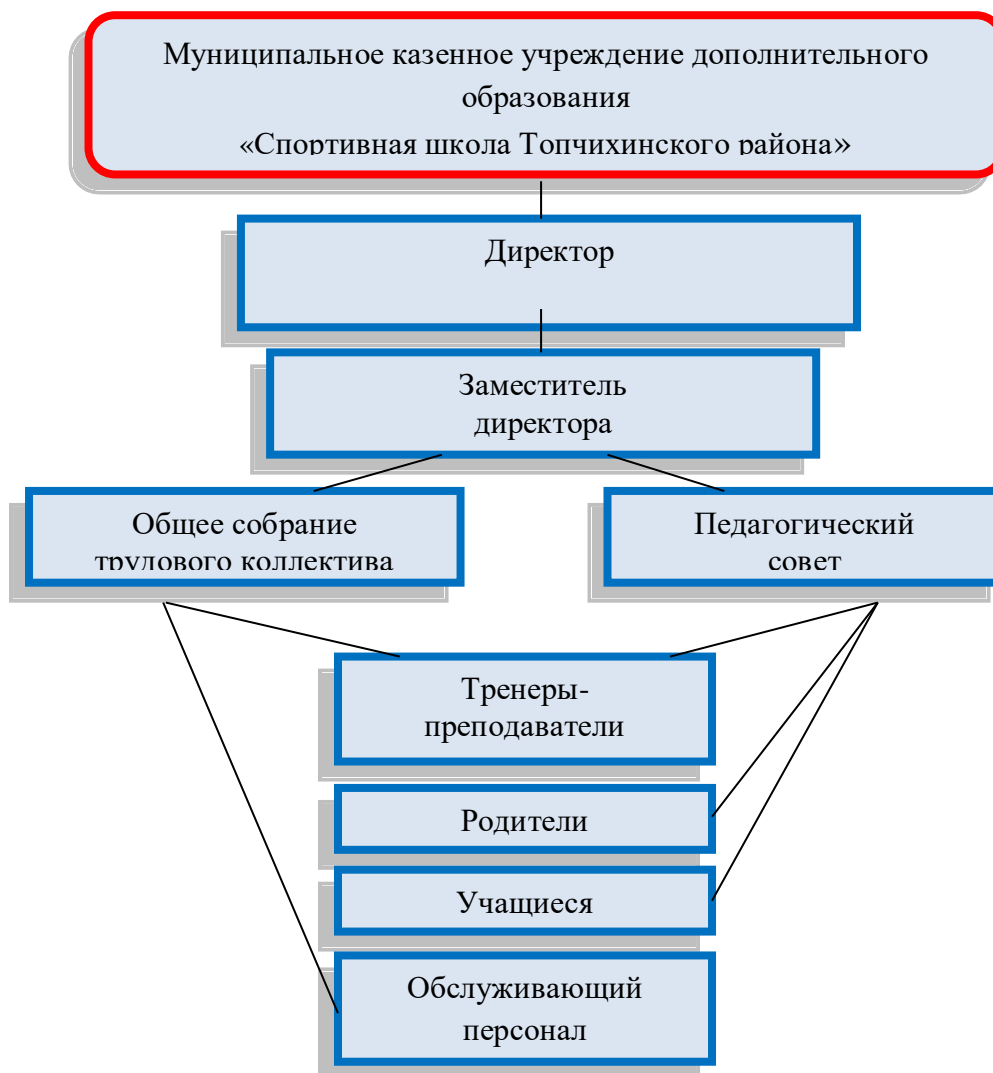 Муниципальное казенное учреждение дополнительного
образования
«Спортивная школа Топчихинского района»
Директор
Заместитель
директора
Общее собрание
трудового коллектива
Педагогический
совет
Тренеры-
преподаватели
Родители
Учащиеся
Обслуживающий
персонал